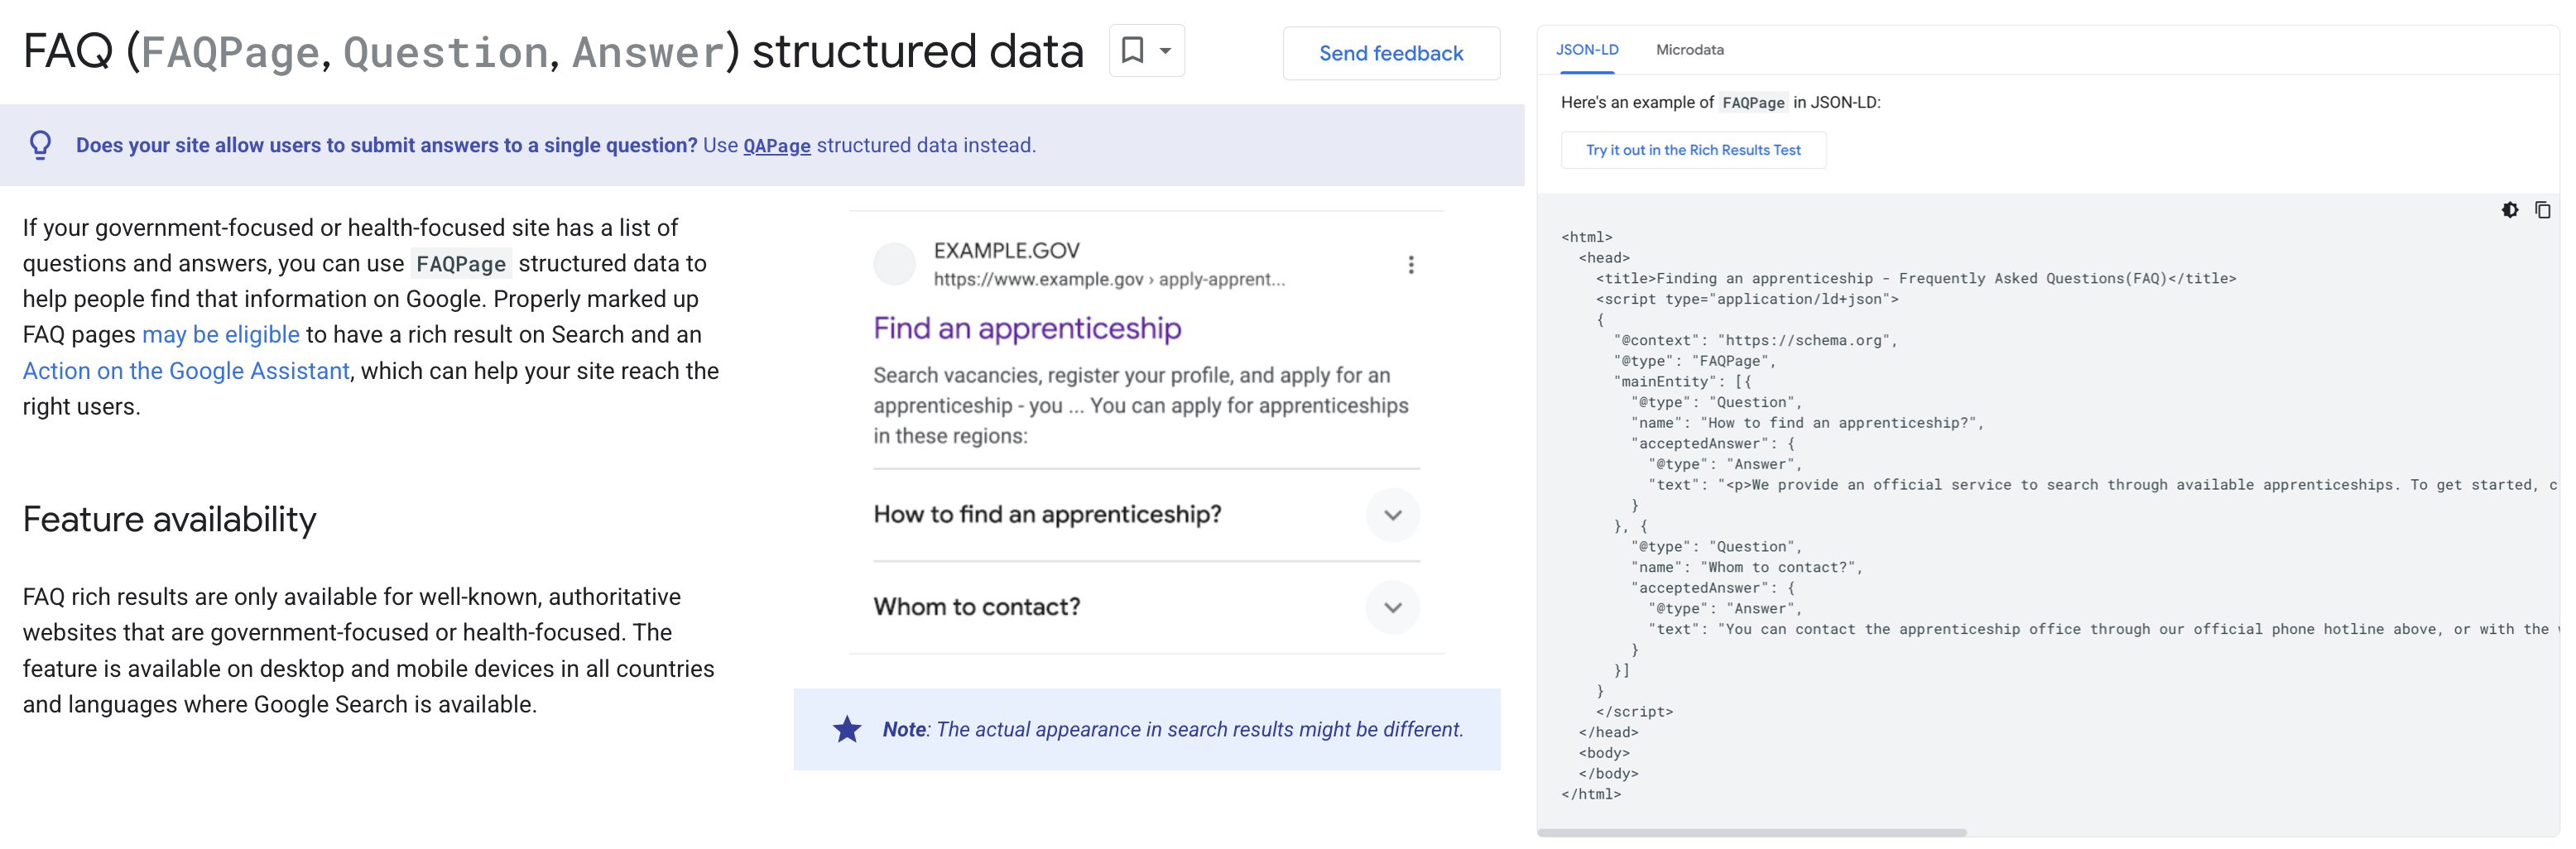 FAQ (FAQPage, Question, Answer) structured data
Send feedback
Does your site allow users to submit answers to a single question? Use QAPage structured data instead.
If your government-focused or health-focused site has a list of
questions and answers, you can use FAQPage structured data to
help people find that information on Google. Properly marked up
FAQ pages may be eligible to have a rich result on Search and an
Action on the Google Assistant, which can help your site reach the
right users.
Feature availability
FAQ rich results are only available for well-known, authoritative
websites that are government-focused or health-focused. The
feature is available on desktop and mobile devices in all countries
and languages where Google Search is available.
EXAMPLE.GOV
https://www.example.gov › apply-apprent...
Find an apprenticeship
Search vacancies, register your profile, and apply for an
apprenticeship - you ... You can apply for apprenticeships
in these regions:
How to find an apprenticeship?
Whom to contact?
Note: The actual appearance in search results might be different.
JSON-LD Microdata
Here's an example of FAQPage in JSON-LD:
Try it out in the Rich Results Test
<html>
  <head>
    <title>Finding an apprenticeship - Frequently Asked Questions(FAQ)</title>
    <script type="application/ld+json">
    {
      "@context": "https://schema.org",
      "@type": "FAQPage",
      "mainEntity": [{
        "@type": "Question",
        "name": "How to find an apprenticeship?",
        "acceptedAnswer": {
          "@type": "Answer",
          "text": "<p>We provide an official service to search through available apprenticeships. To get started, c
        }
      }, {
        "@type": "Question",
        "name": "Whom to contact?",
        "acceptedAnswer": {
          "@type": "Answer",
          "text": "You can contact the apprenticeship office through our official phone hotline above, or with the
        }
      }]
    }
    </script>
  </head>
  <body>
  </body>
</html>